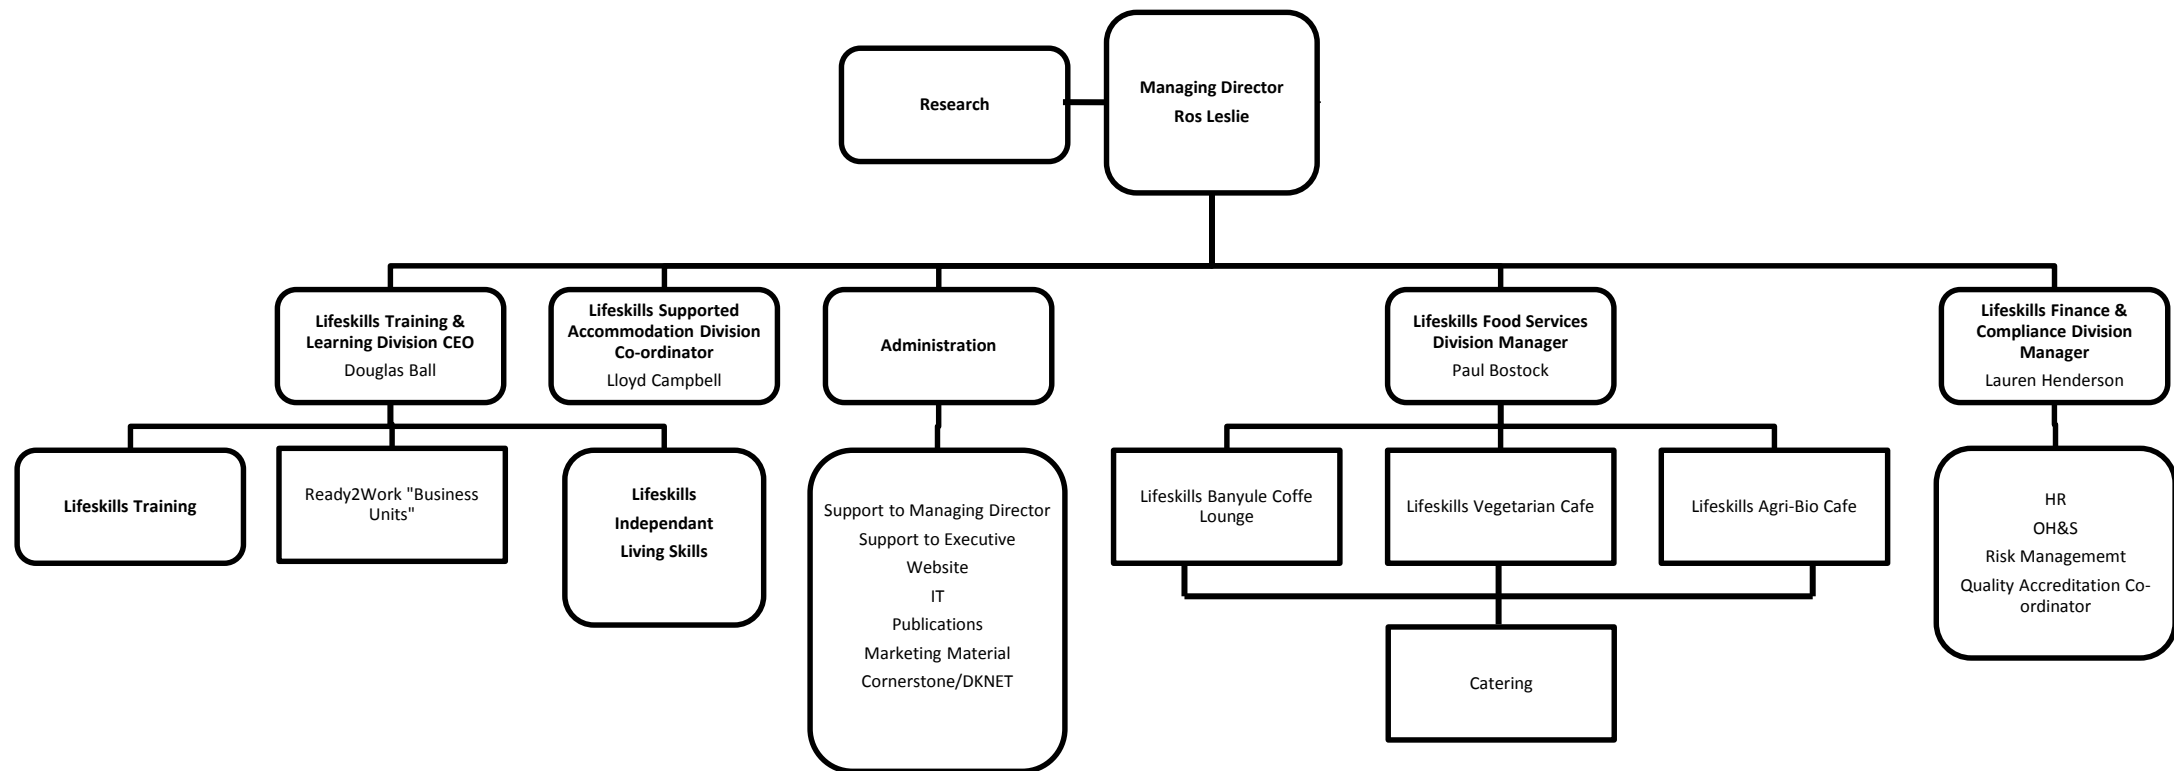 Research
Managing Director
Ros Leslie
Lifeskills Training &
Learning Division CEO
Douglas Ball
Lifeskills Supported
Accommodation Division
Co-ordinator
Lloyd Campbell
Administration
Lifeskills Food Services
Division Manager
Paul Bostock
Lifeskills Finance &
Compliance Division
Manager
Lauren Henderson
Lifeskills Training
Ready2Work "Business
Units"
Lifeskills
Independant
Living Skills
Support to Managing Director
Support to Executive
Website
IT
Publications
Marketing Material
Cornerstone/DKNET
Lifeskills Banyule Coffe
Lounge
Lifeskills Vegetarian Cafe
Lifeskills Agri-Bio Cafe
HR
OH&S
Risk Managememt
Quality Accreditation Co-
ordinator
Catering